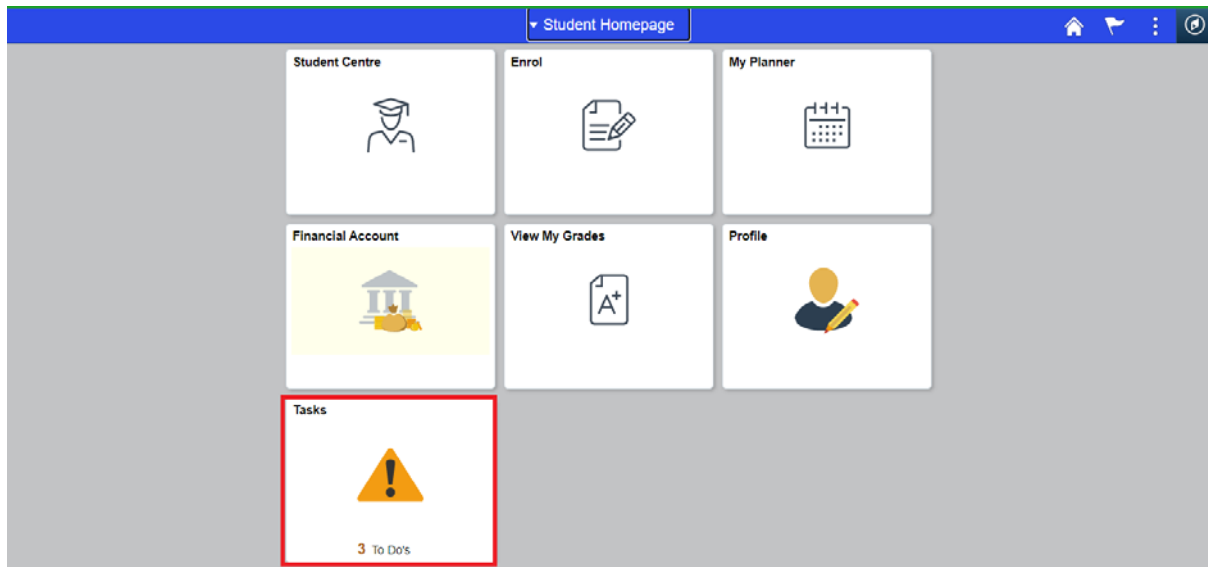 Student Homepage
Student Centre
Enrol
My Planner
Financial Account
View My Grades
A+
Profile
Tasks
3 To Do's